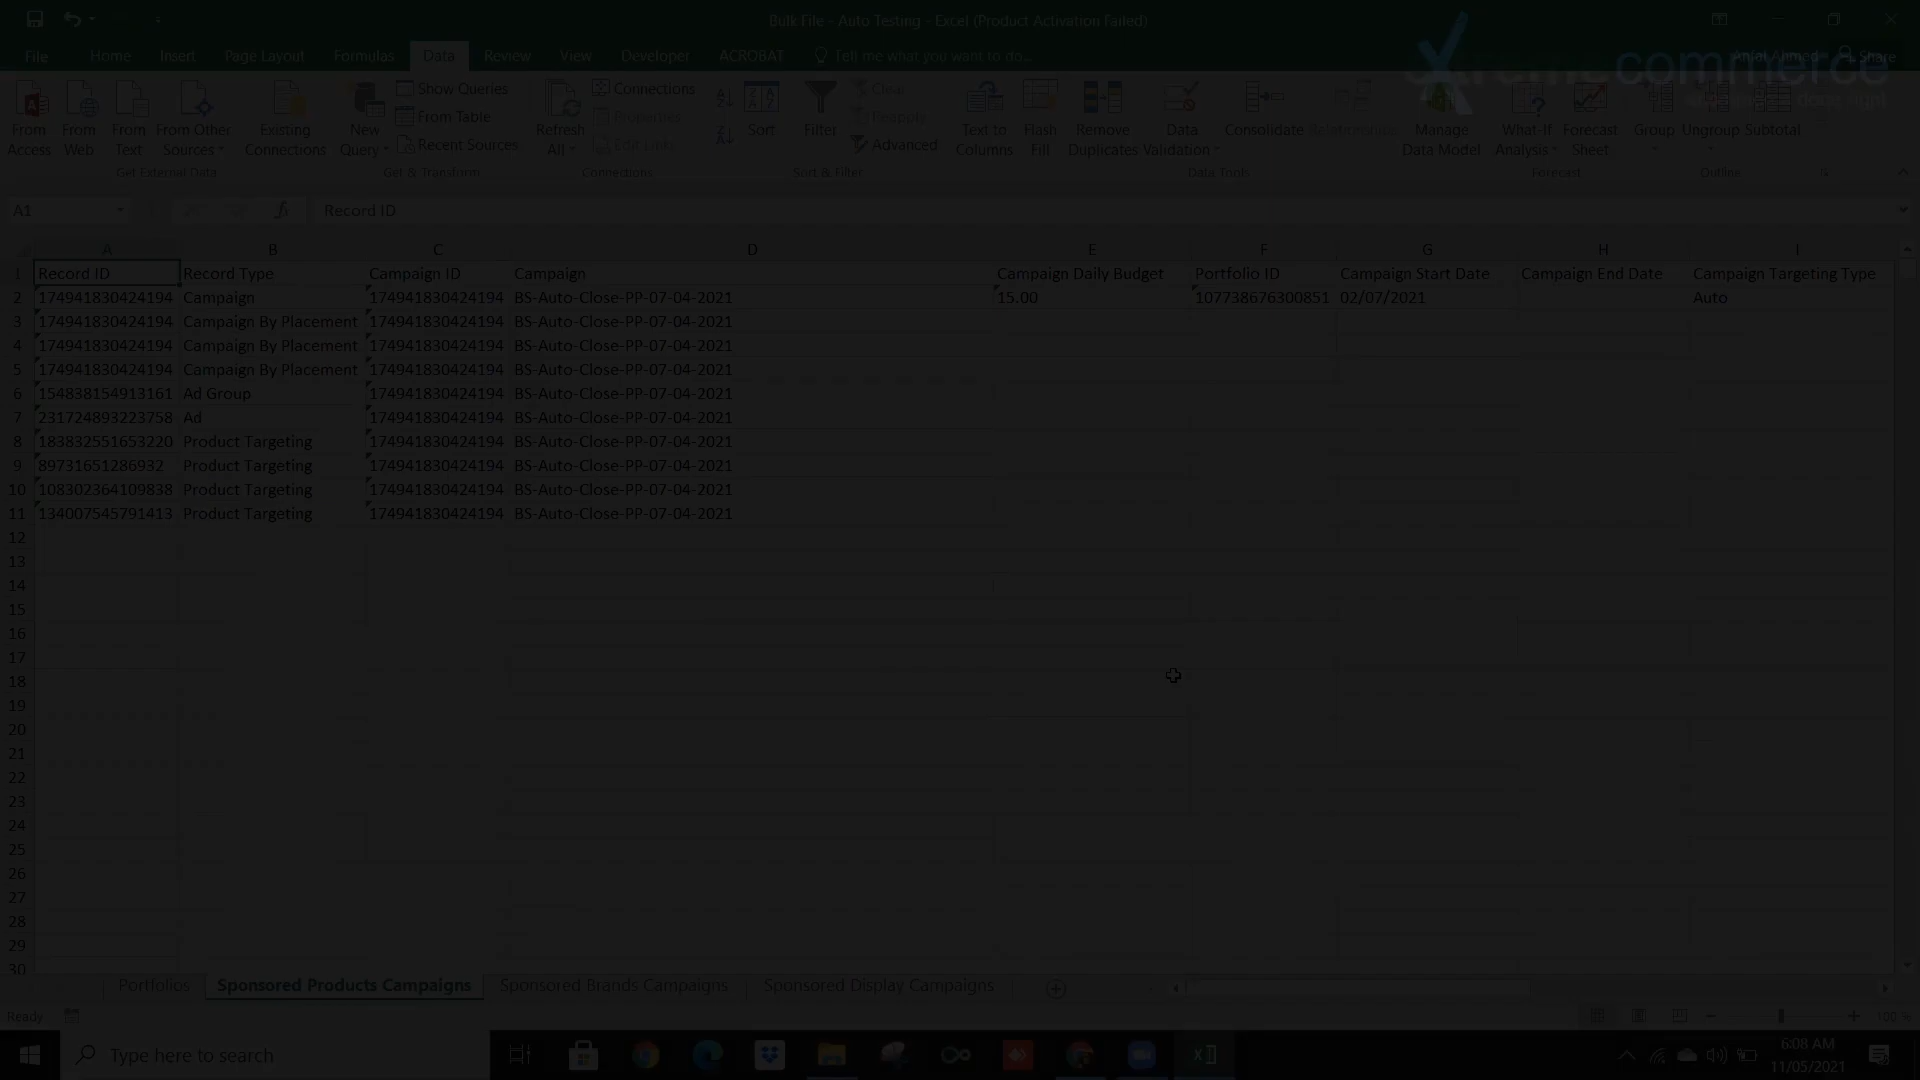 Bulk File - Auto Testing - Excel (Product Activation Failed)
File Home Insert Page Layout Formulas Data Review View Developer ACROBAT Tell me what you want to do... Anfal Ahmed Share
commerce
Show Queries Connections Clear
From Table Properties Reapply
Recent Sources Edit Links Advanced
From Access From Web From Text From Other Sources Existing Connections New Query Refresh All Sort Filter Text to Columns Flash Fill Remove Duplicates Data Validation Consolidate Relationships Manage Data Model What-If Analysis Forecast Sheet Group Ungroup Subtotal
Get External Data Get & Transform Connections Sort & Filter Data Tools Forecast Outline
A1 fx Record ID
A B C D E F G H I
1 Record ID Record Type Campaign ID Campaign Campaign Daily Budget Portfolio ID Campaign Start Date Campaign End Date Campaign Targeting Type
2 174941830424194 Campaign 174941830424194 BS-Auto-Close-PP-07-04-2021 15.00 107738676300851 02/07/2021 Auto
3 174941830424194 Campaign By Placement 174941830424194 BS-Auto-Close-PP-07-04-2021
4 174941830424194 Campaign By Placement 174941830424194 BS-Auto-Close-PP-07-04-2021
5 174941830424194 Campaign By Placement 174941830424194 BS-Auto-Close-PP-07-04-2021
6 154838154913161 Ad Group 174941830424194 BS-Auto-Close-PP-07-04-2021
7 231724893223758 Ad 174941830424194 BS-Auto-Close-PP-07-04-2021
8 183832551653220 Product Targeting 174941830424194 BS-Auto-Close-PP-07-04-2021
9 89731651286932 Product Targeting 174941830424194 BS-Auto-Close-PP-07-04-2021
10 108302364109838 Product Targeting 174941830424194 BS-Auto-Close-PP-07-04-2021
11 134007545791413 Product Targeting 174941830424194 BS-Auto-Close-PP-07-04-2021
12
13
14
15
16
17
18
19
20
21
22
23
24
25
26
27
28
29
30
Portfolios Sponsored Products Campaigns Sponsored Brands Campaigns Sponsored Display Campaigns
Ready 100 %
Type here to search 6:08 AM
11/05/2021